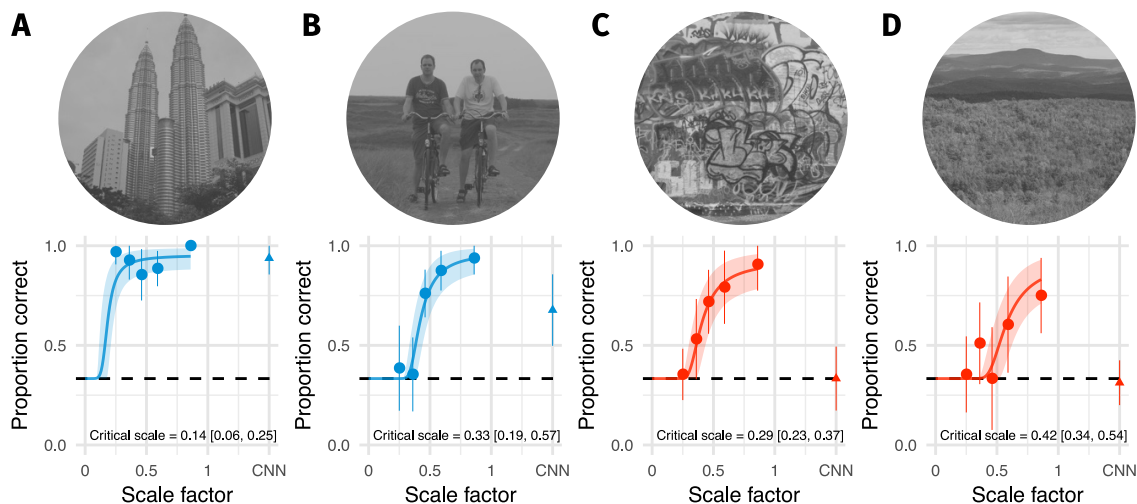 A
B
C
D
Proportion correct
1.0
0.5
0.0
Critical scale = 0.14 [0.06, 0.25]
0
0.5
1
CNN
Scale factor
Proportion correct
1.0
0.5
0.0
Critical scale = 0.33 [0.19, 0.57]
0
0.5
1
CNN
Scale factor
Proportion correct
1.0
0.5
0.0
Critical scale = 0.29 [0.23, 0.37]
0
0.5
1
CNN
Scale factor
Proportion correct
1.0
0.5
0.0
Critical scale = 0.42 [0.34, 0.54]
0
0.5
1
CNN
Scale factor